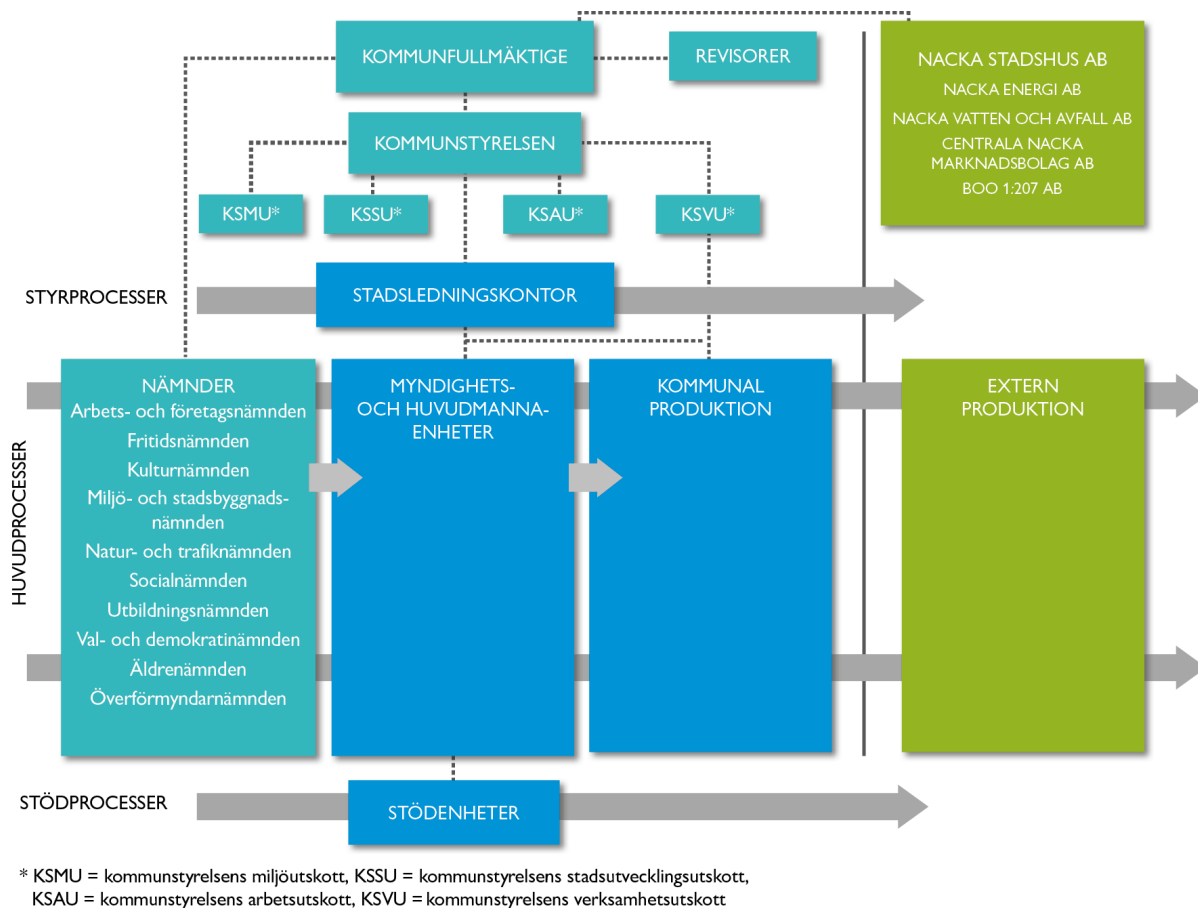 KOMMUNFULLMÄKTIGE
REVISORER
NACKA STADSHUS AB
NACKA ENERGI AB
NACKA VATTEN OCH AVFALL AB
CENTRALA NACKA
MARKNADSBOLAG AB
BOO 1:207 AB
KOMMUNSTYRELSEN
KSMU*
KSSU*
KSAU*
KSVU*
STYRPROCESSER
STADSLEDNINGSKONTOR
HUVUDPROCESSER
NÄMNDER
Arbets- och företagsnämnden
Fritidsnämnden
Kulturnämnden
Miljö- och stadsbyggnads-
nämnden
Natur- och trafiknämnden
Socialnämnden
Utbildningsnämnden
Val- och demokratinämnden
Äldrenämnden
Överförmyndarnämnden
MYNDIGHETS-
OCH HUVUDMANNA-
ENHETER
KOMMUNAL
PRODUKTION
EXTERN
PRODUKTION
STÖDPROCESSER
STÖDENHETER
* KSMU = kommunstyrelsens miljöutskott, KSSU = kommunstyrelsens stadsutvecklingsutskott,
KSAU = kommunstyrelsens arbetsutskott, KSVU = kommunstyrelsens verksamhetsutskott